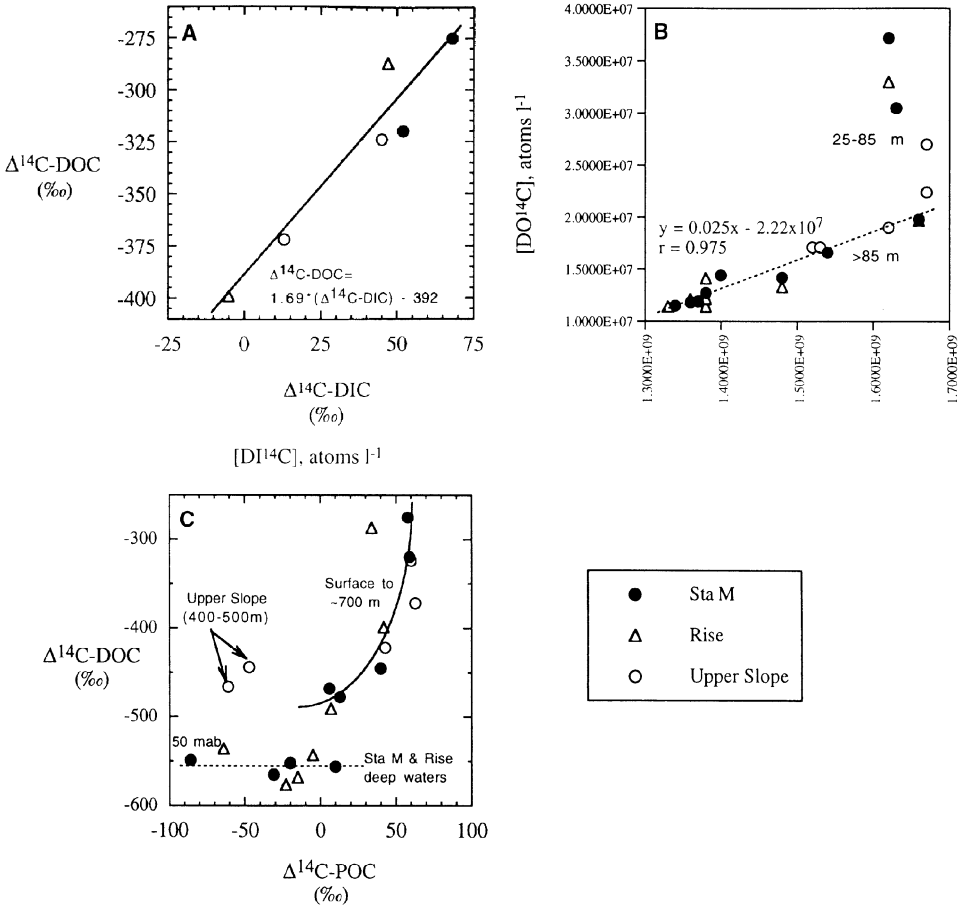 A
-275
-300
-325
-350
-375
-400
Δ14C-DOC
(‰)
Δ14C-DOC=
1.69*(Δ14C-DIC) - 392
-25 0 25 50 75
Δ14C-DIC
(‰)
B
4.0000E+07
3.5000E+07
3.0000E+07
2.5000E+07
2.0000E+07
1.5000E+07
1.0000E+07
[DO14C], atoms l-1
25-85 m
y = 0.025x - 2.22x10^7
r = 0.975
>85 m
1.3000E+09
1.4000E+09
1.5000E+09
1.6000E+09
1.7000E+09
[DI14C], atoms l-1
C
-300
-400
-500
-600
Δ14C-DOC
(‰)
Surface to
~700 m
Upper Slope
(400-500m)
50 mab
Sta M & Rise
deep waters
-100 -50 0 50 100
Δ14C-POC
(‰)
Sta M
Rise
Upper Slope